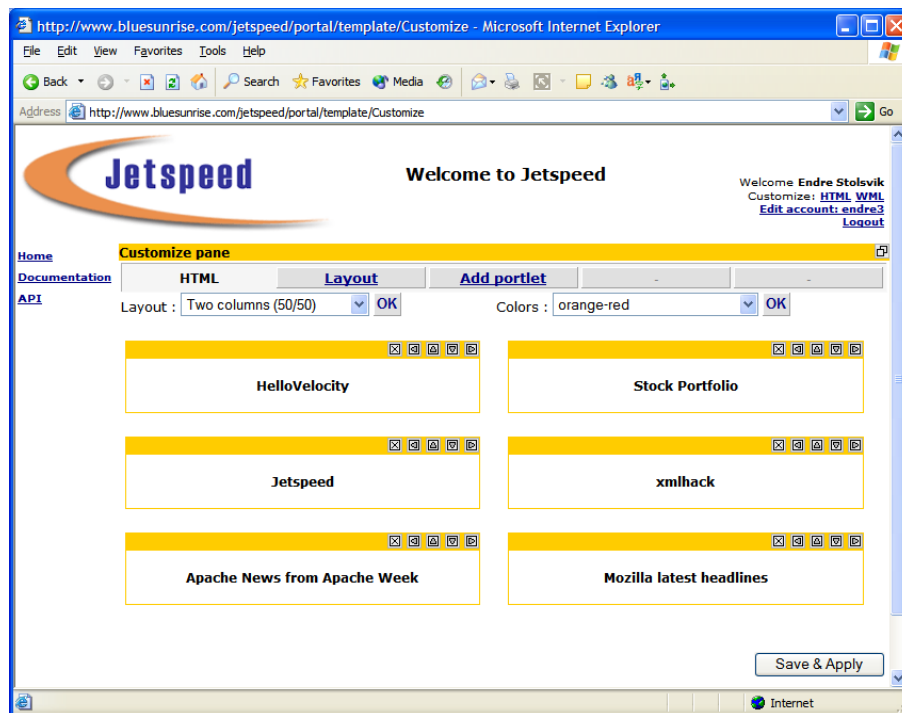 http://www.bluesunrise.com/jetspeed/portal/template/Customize - Microsoft Internet Explorer
File Edit View Favorites Tools Help
Back Search Favorites Media
Address http://www.bluesunrise.com/jetspeed/portal/template/Customize Go
Jetspeed
Welcome to Jetspeed
Welcome Endre Stolsvik
Customize: HTML WML
Edit account: endre3
Logout
Home
Documentation
API
Customize pane
HTML Layout Add portlet - -
Layout : Two columns (50/50) OK Colors : orange-red OK
HelloVelocity Stock Portfolio
Jetspeed xmlhack
Apache News from Apache Week Mozilla latest headlines
Save & Apply
Internet